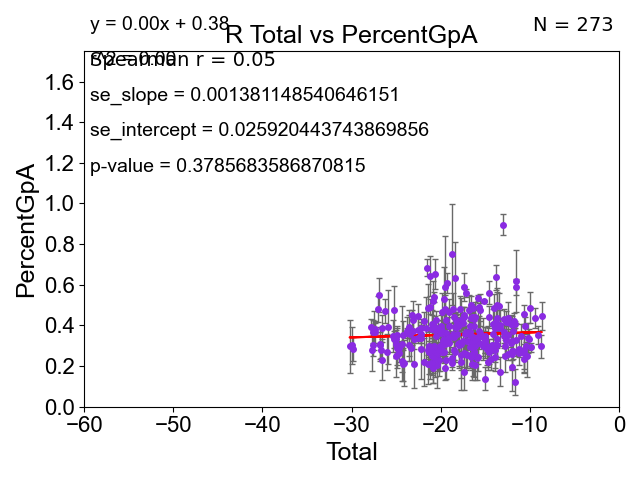 y = 0.00x + 0.38
N = 273
R Total vs PercentGpA
Spearman r = 0.05
se_slope = 0.001381148540646151
se_intercept = 0.025920443743869856
p-value = 0.3785683586870815
PercentGpA
1.6
1.4
1.2
1.0
0.8
0.6
0.4
0.2
0.0
−60
−50
−40
−30
−20
−10
0
Total